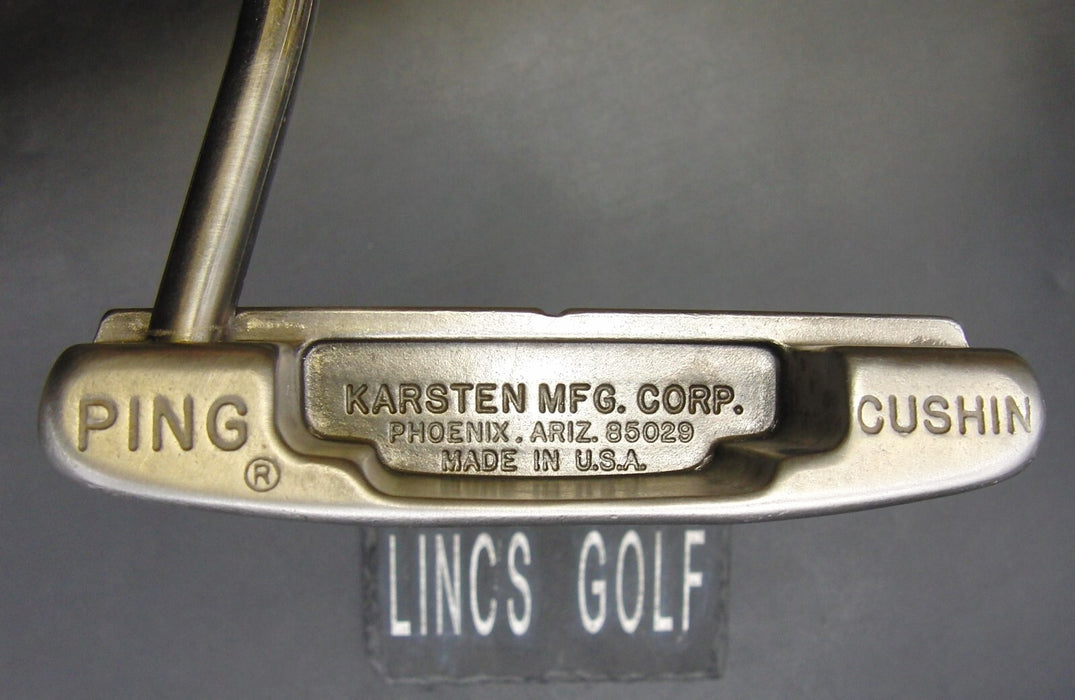 PING
®
KARSTEN MFG. CORP.
PHOENIX. ARIZ. 85029
MADE IN U.S.A.
CUSHIN
LINCS GOLF